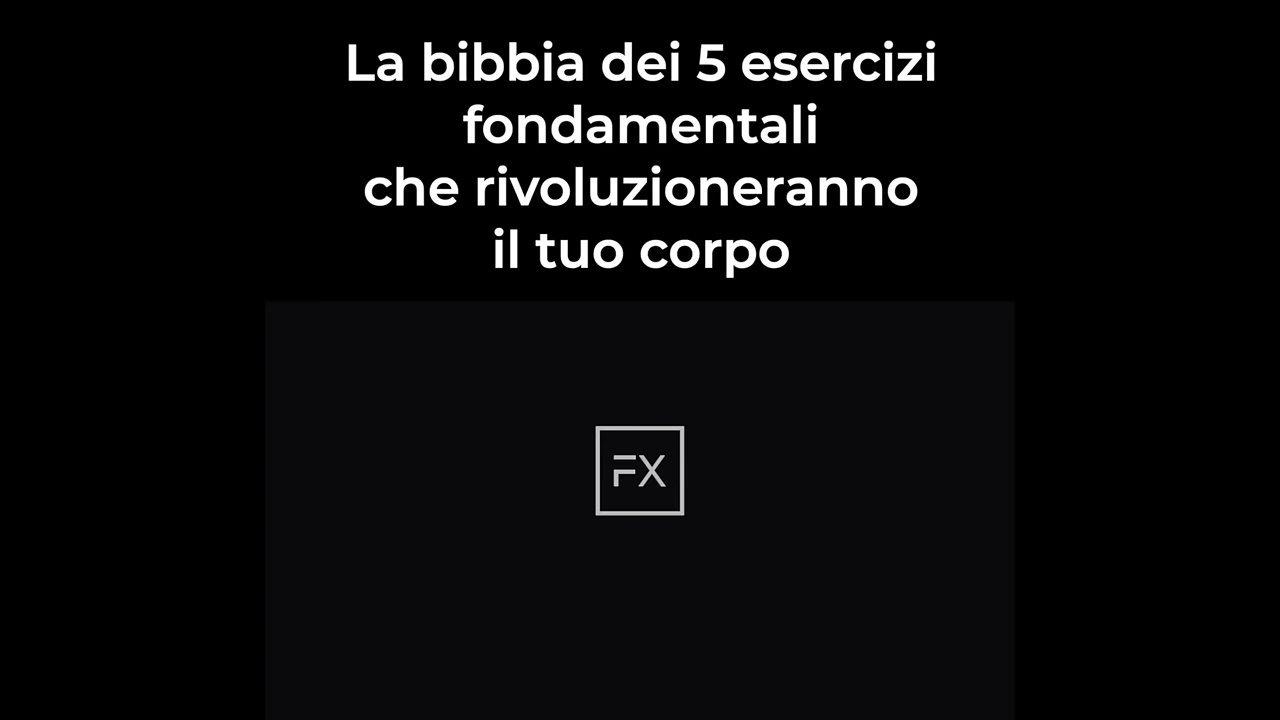 La bibbia dei 5 esercizi
fondamentali
che rivoluzioneranno
il tuo corpo
FX